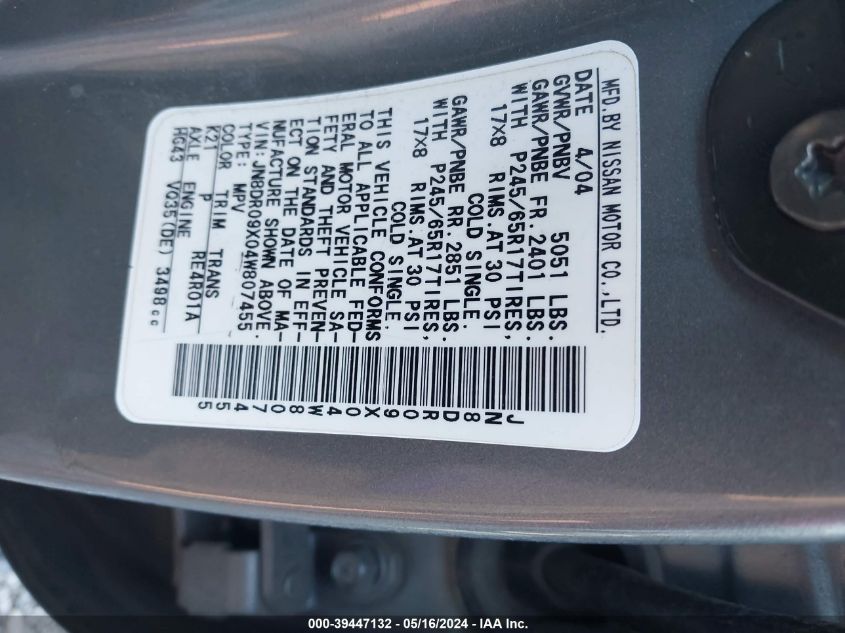 MFD.BY NISSAN MOTOR CO.,LTD.
DATE 4/04
GVWR/PNBV 5051 LBS.
GAWR/PNBE FR. 2401 LBS.
WITH P245/65R17TIRES,
17X8 RIMS.AT 30 PSI
COLD SINGLE.
GAWR/PNBE RR. 2851 LBS.
WITH P245/65R17TIRES,
17X8 RIMS.AT 30 PSI
COLD SINGLE.
THIS VEHICLE CONFORMS
TO ALL APPLICABLE FED-
ERAL MOTOR VEHICLE SA-
FETY AND THEFT PREVEN-
TION STANDARDS IN EFF-
ECT ON THE DATE OF MA-
NUFACTURE SHOWN ABOVE.
VIN: JN8DR09X04W807455
TYPE: MPV
COLOR TRIM TRANS
K21 P RE4R01A
AXLE ENGINE
HG43 VQ35(DE) 3498cc
JN8DR09X04W807455
000-39447132 - 05/16/2024 - IAA Inc.